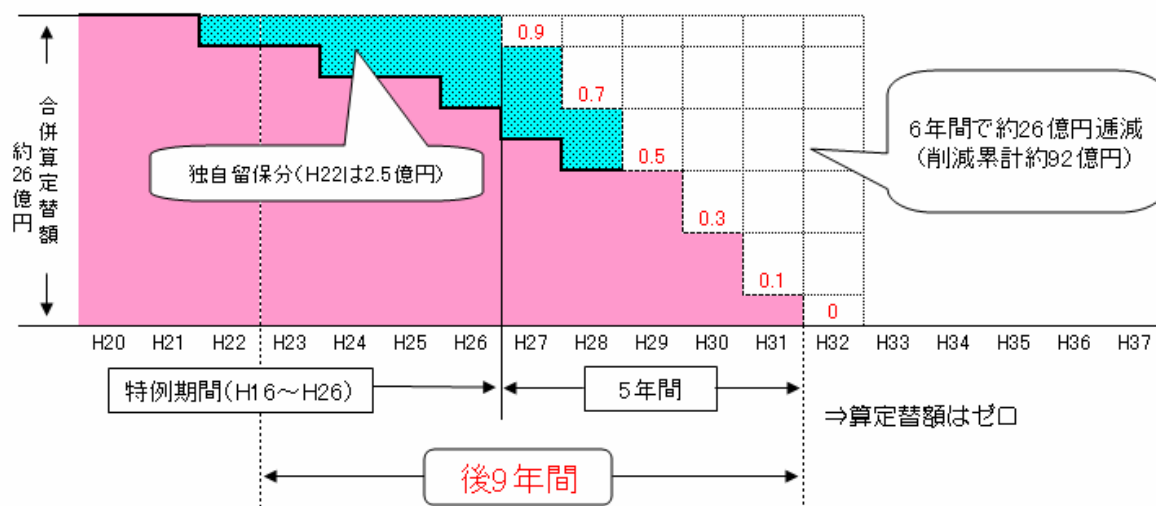 合併算定替額
約26億円
0.9
0.7
0.5
0.3
0.1
0
独自留保分(H22は2.5億円)
6年間で約26億円逓減
(削減累計約92億円)
H20 H21 H22 H23 H24 H25 H26 H27 H28 H29 H30 H31 H32 H33 H34 H35 H36 H37
特例期間(H16～H26)
5年間
⇒算定替額はゼロ
後9年間